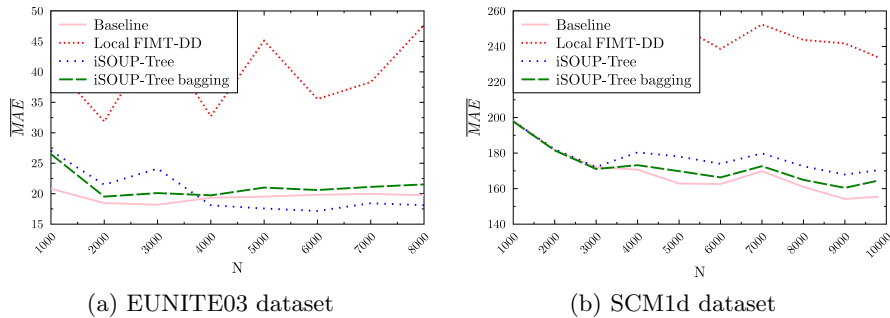 50
45
40
35
30
25
20
15
MAE
Baseline
Local FIMT-DD
iSOUP-Tree
iSOUP-Tree bagging
1000
2000
3000
4000
5000
6000
7000
8000
N
(a) EUNITE03 dataset
260
240
220
200
180
160
140
MAE
Baseline
Local FIMT-DD
iSOUP-Tree
iSOUP-Tree bagging
1000
2000
3000
4000
5000
6000
7000
8000
9000
10000
N
(b) SCM1d dataset